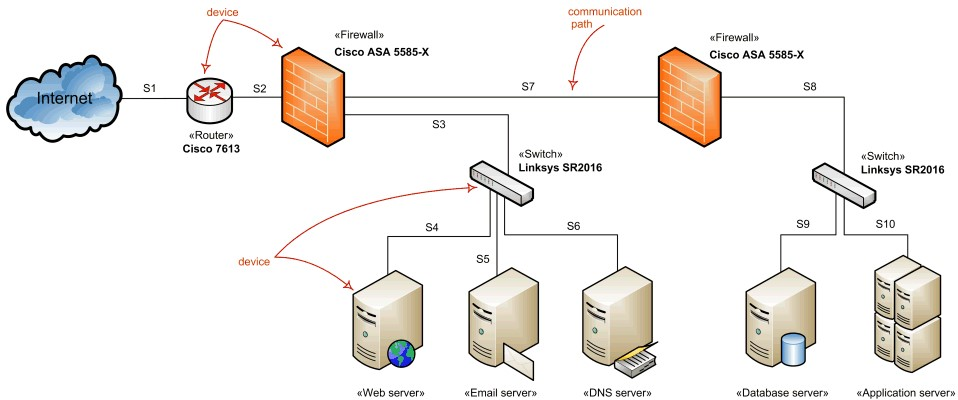 device
communication
path
«Firewall»
Cisco ASA 5585-X
«Firewall»
Cisco ASA 5585-X
Internet
S1
S2
S7
S8
«Router»
Cisco 7613
S3
«Switch»
Linksys SR2016
«Switch»
Linksys SR2016
S4
S5
S6
S9
S10
device
«Web server»
«Email server»
«DNS server»
«Database server»
«Application server»